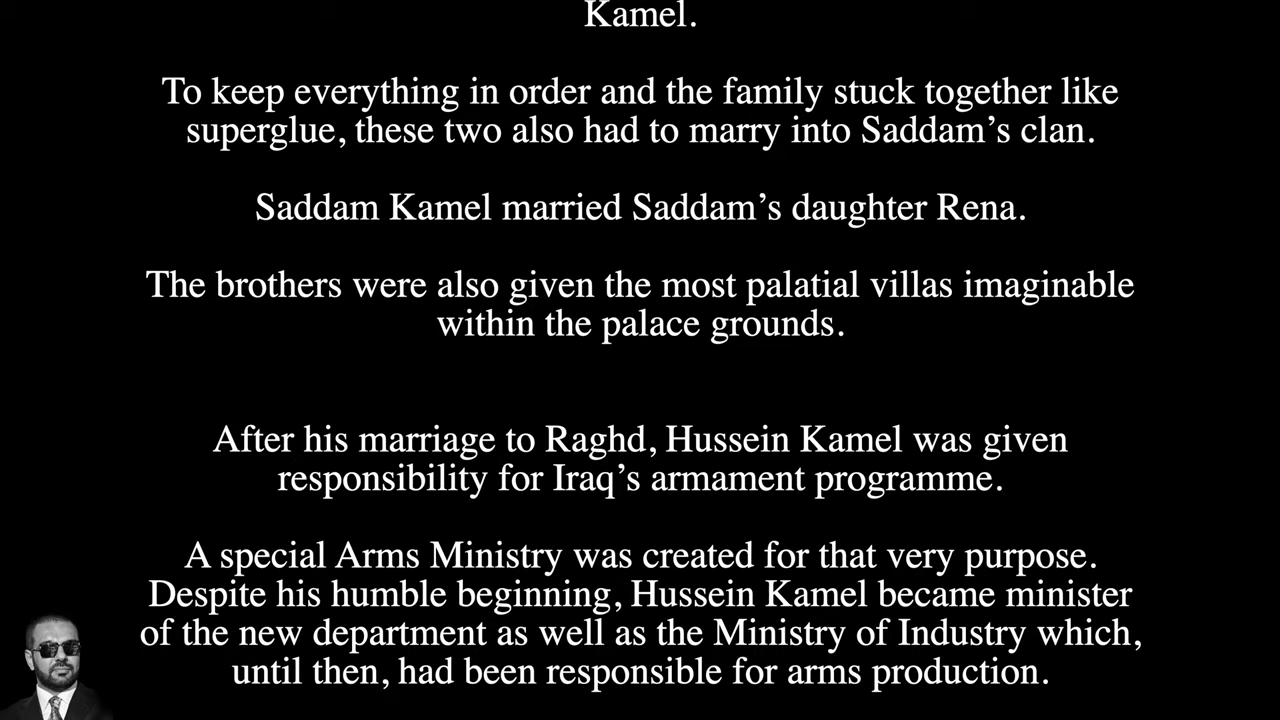 Kamel.
To keep everything in order and the family stuck together like
superglue, these two also had to marry into Saddam’s clan.
Saddam Kamel married Saddam’s daughter Rena.
The brothers were also given the most palatial villas imaginable
within the palace grounds.
After his marriage to Raghd, Hussein Kamel was given
responsibility for Iraq’s armament programme.
A special Arms Ministry was created for that very purpose.
Despite his humble beginning, Hussein Kamel became minister
of the new department as well as the Ministry of Industry which,
until then, had been responsible for arms production.